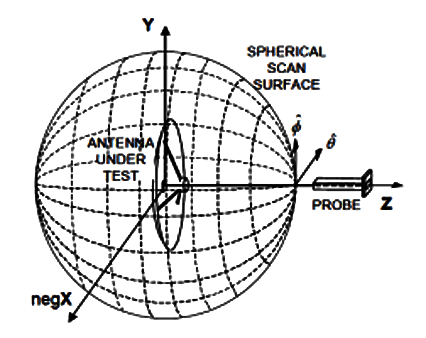 Y
SPHERICAL
SCAN
SURFACE
ϕ̂
θ̂
ANTENNA
UNDER
TEST
PROBE
Z
negX